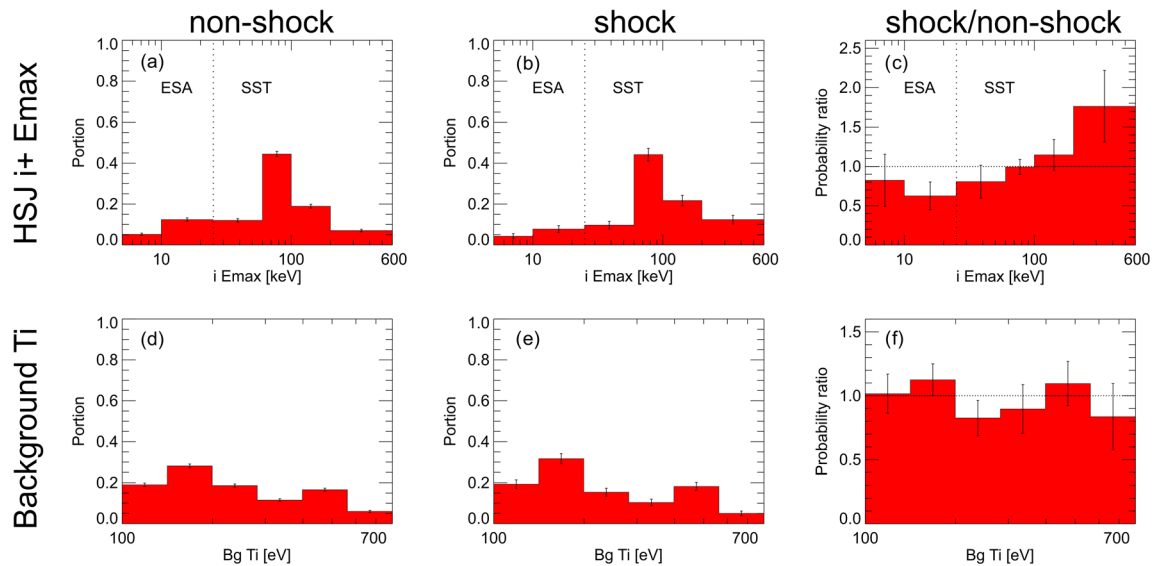 non-shock shock shock/non-shock
HSJ i+ Emax
Portion
1.0
0.8
0.6
0.4
0.2
0.0
(a)
ESA SST
10 100 600
i Emax [keV]
Portion
1.0
0.8
0.6
0.4
0.2
0.0
(b)
ESA SST
10 100 600
i Emax [keV]
Probability ratio
2.5
2.0
1.5
1.0
0.5
0.0
(c)
ESA SST
10 100 600
i Emax [keV]
Background Ti
Portion
1.0
0.8
0.6
0.4
0.2
0.0
(d)
100 700
Bg Ti [eV]
Portion
1.0
0.8
0.6
0.4
0.2
0.0
(e)
100 700
Bg Ti [eV]
Probability ratio
1.5
1.0
0.5
0.0
(f)
100 700
Bg Ti [eV]